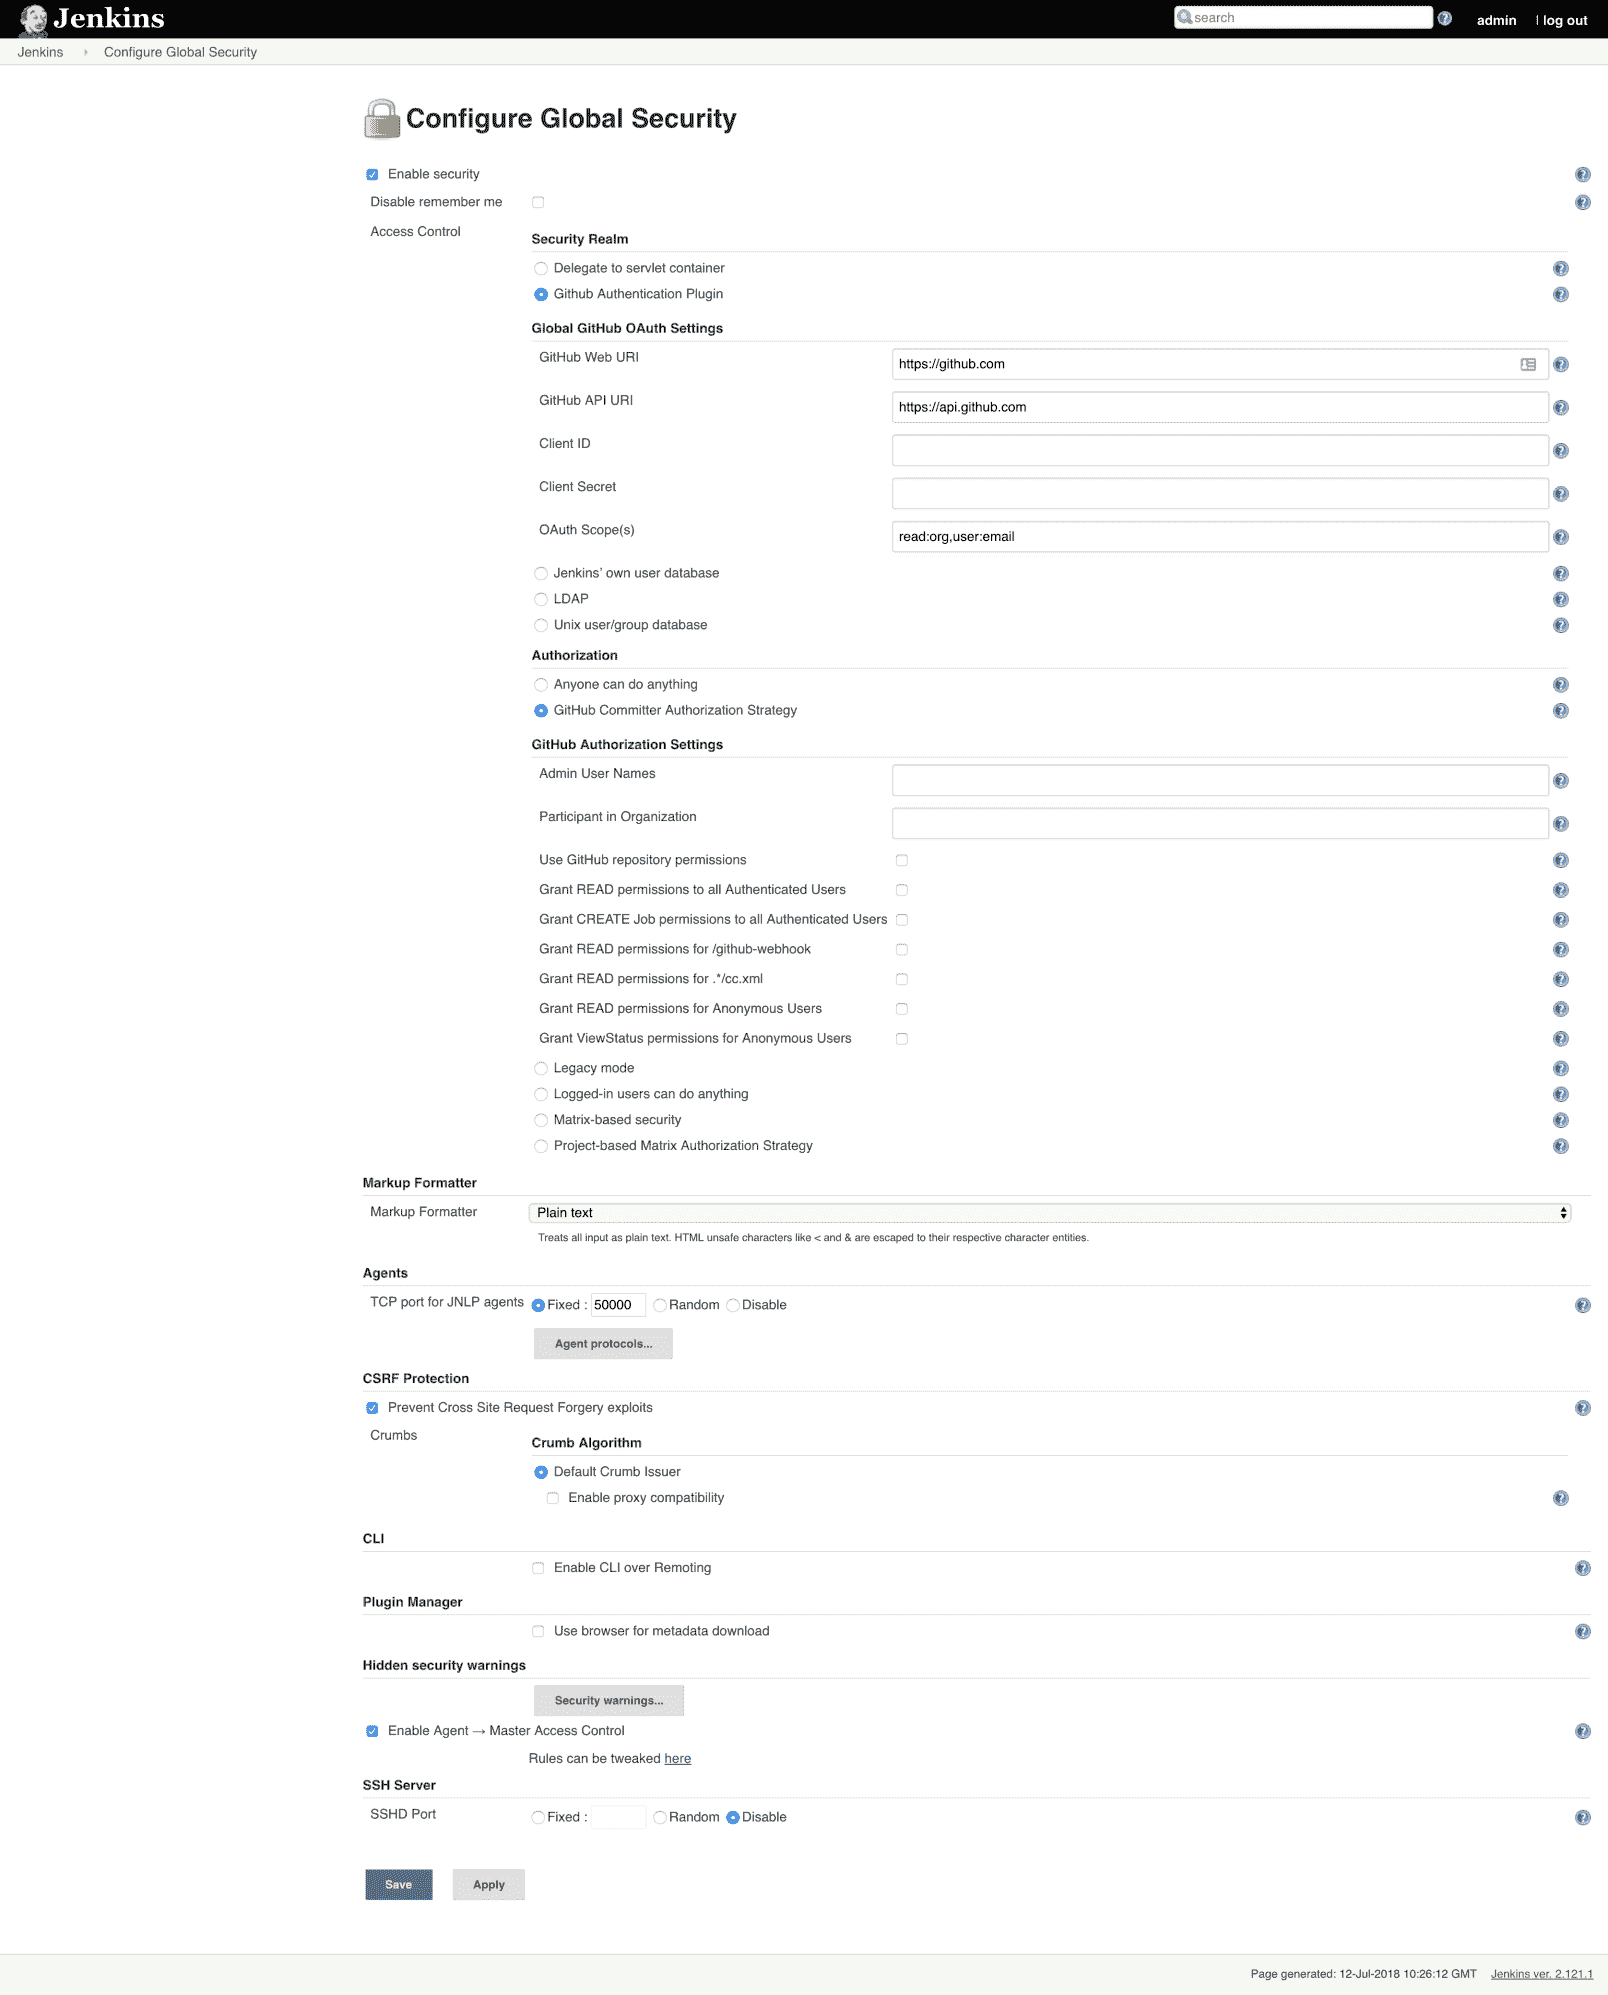 Jenkins
search
admin
| log out
Jenkins
Configure Global Security
Configure Global Security
Enable security
Disable remember me
Access Control
Security Realm
Delegate to servlet container
Github Authentication Plugin
Global GitHub OAuth Settings
GitHub Web URI
https://github.com
GitHub API URI
https://api.github.com
Client ID
Client Secret
OAuth Scope(s)
read:org,user:email
Jenkins’ own user database
LDAP
Unix user/group database
Authorization
Anyone can do anything
GitHub Committer Authorization Strategy
GitHub Authorization Settings
Admin User Names
Participant in Organization
Use GitHub repository permissions
Grant READ permissions to all Authenticated Users
Grant CREATE Job permissions to all Authenticated Users
Grant READ permissions for /github-webhook
Grant READ permissions for .*/cc.xml
Grant READ permissions for Anonymous Users
Grant ViewStatus permissions for Anonymous Users
Legacy mode
Logged-in users can do anything
Matrix-based security
Project-based Matrix Authorization Strategy
Markup Formatter
Markup Formatter
Plain text
Treats all input as plain text. HTML unsafe characters like < and & are escaped to their respective character entities.
Agents
TCP port for JNLP agents
Fixed : 50000 Random Disable
Agent protocols...
CSRF Protection
Prevent Cross Site Request Forgery exploits
Crumbs
Crumb Algorithm
Default Crumb Issuer
Enable proxy compatibility
CLI
Enable CLI over Remoting
Plugin Manager
Use browser for metadata download
Hidden security warnings
Security warnings...
Enable Agent → Master Access Control
Rules can be tweaked here
SSH Server
SSHD Port
Fixed : Random Disable
Save
Apply
Page generated: 12-Jul-2018 10:26:12 GMT
Jenkins ver. 2.121.1